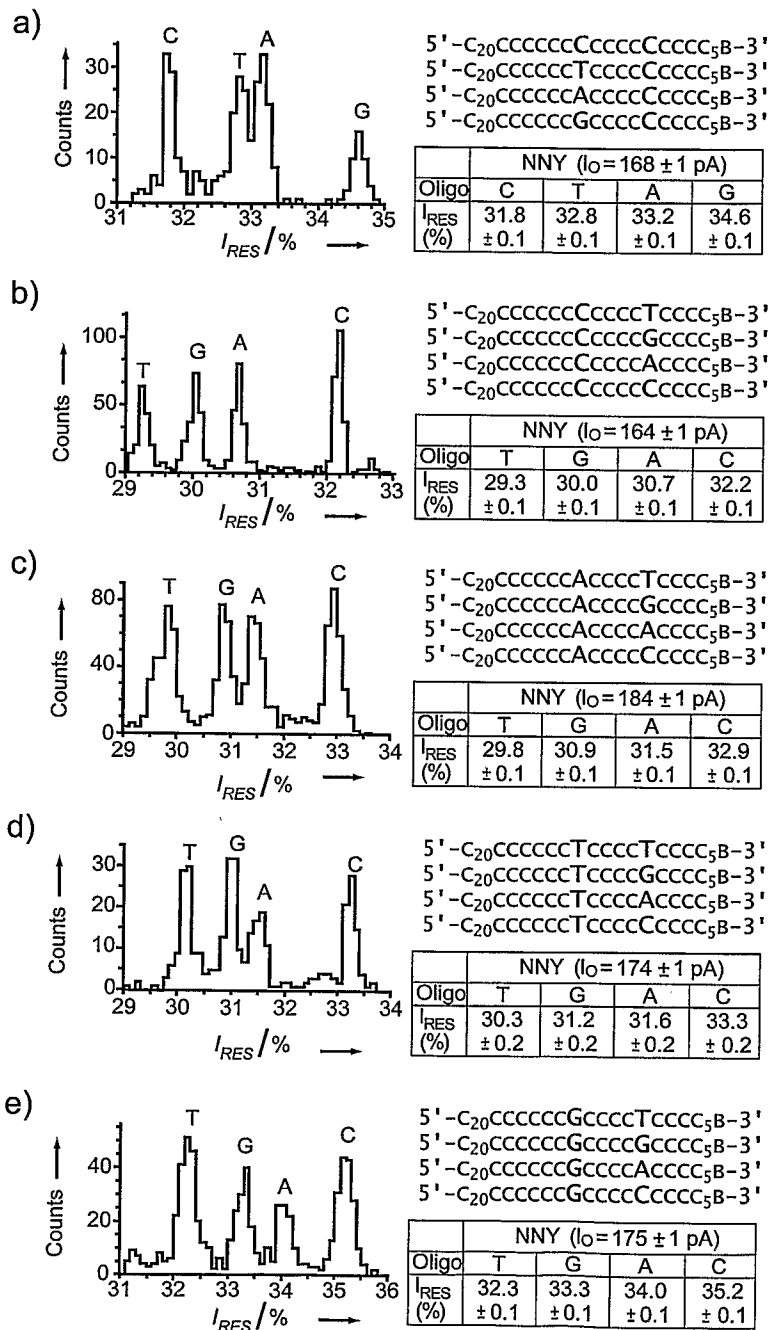 a)
C
T
A
G
30
20
10
0
Counts
31 32 33 34 35
I_RES / %
5'-C20CCCCCCCCCCCCCCCCC5B-3'
5'-C20CCCCCCTCCCCCCCCCC5B-3'
5'-C20CCCCCCACCCCCCCCCC5B-3'
5'-C20CCCCCCGCCCCCCCCCC5B-3'
NNY (IO=168 ±1 pA)
Oligo C T A G
IRES 31.8 32.8 33.2 34.6
(%) ±0.1 ±0.1 ±0.1 ±0.1
b)
T
G
A
C
100
50
0
Counts
29 30 31 32 33
I_RES / %
5'-C20CCCCCCCCCCCTCCCC5B-3'
5'-C20CCCCCCCCCCCGCCCC5B-3'
5'-C20CCCCCCCCCCCACCCC5B-3'
5'-C20CCCCCCCCCCCCCCCC5B-3'
NNY (IO=164 ±1 pA)
Oligo T G A C
IRES 29.3 30.0 30.7 32.2
(%) ±0.1 ±0.1 ±0.1 ±0.1
c)
T
G
A
C
80
40
0
Counts
29 30 31 32 33 34
I_RES / %
5'-C20CCCCCCACCCCTCCCC5B-3'
5'-C20CCCCCCACCCCGCCCC5B-3'
5'-C20CCCCCCACCCCACCCC5B-3'
5'-C20CCCCCCACCCCCCCCC5B-3'
NNY (IO=184 ±1 pA)
Oligo T G A C
IRES 29.8 30.9 31.5 32.9
(%) ±0.1 ±0.1 ±0.1 ±0.1
d)
T
G
A
C
30
20
10
0
Counts
29 30 31 32 33 34
I_RES / %
5'-C20CCCCCCTCCCCTCCCC5B-3'
5'-C20CCCCCCTCCCCGCCCC5B-3'
5'-C20CCCCCCTCCCCACCCC5B-3'
5'-C20CCCCCCTCCCCCCCCC5B-3'
NNY (IO=174 ±1 pA)
Oligo T G A C
IRES 30.3 31.2 31.6 33.3
(%) ±0.2 ±0.2 ±0.2 ±0.2
e)
T
G
A
C
40
20
0
Counts
31 32 33 34 35 36
I_RES / %
5'-C20CCCCCCGCCCCTCCCC5B-3'
5'-C20CCCCCCGCCCCGCCCC5B-3'
5'-C20CCCCCCGCCCCACCCC5B-3'
5'-C20CCCCCCGCCCCCCCCC5B-3'
NNY (IO=175 ±1 pA)
Oligo T G A C
IRES 32.3 33.3 34.0 35.2
(%) ±0.1 ±0.1 ±0.1 ±0.1